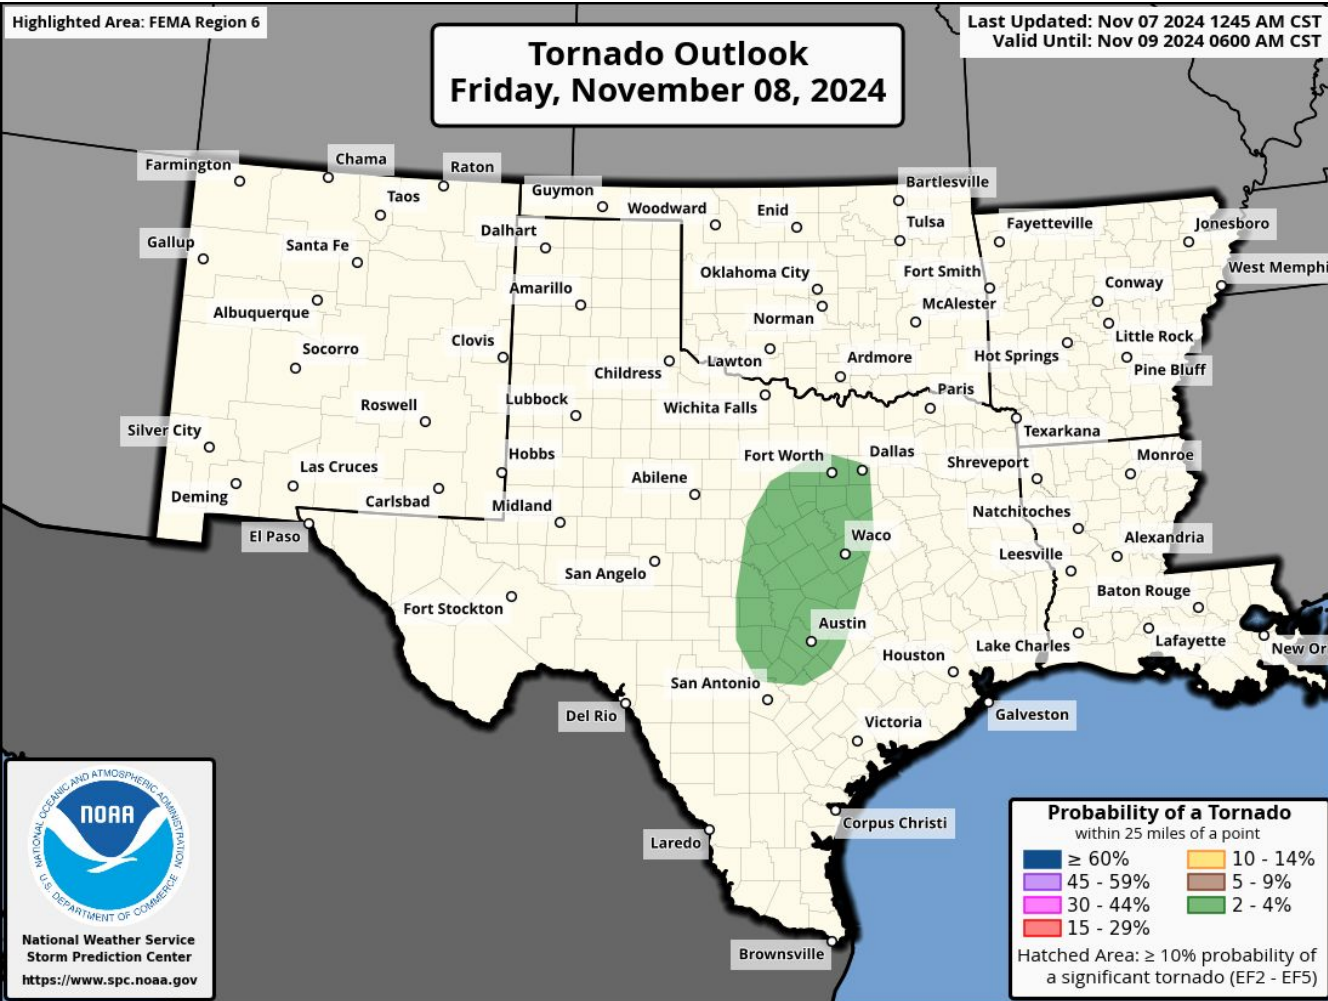 Highlighted Area: FEMA Region 6
Last Updated: Nov 07 2024 1245 AM CST
Valid Until: Nov 09 2024 0600 AM CST
Tornado Outlook
Friday, November 08, 2024
Farmington
Chama
Raton
Taos
Guymon
Woodward
Enid
Bartlesville
Tulsa
Fayetteville
Jonesboro
Gallup
Santa Fe
Dalhart
Oklahoma City
Fort Smith
West Memphi
Amarillo
Conway
Albuquerque
Norman
McAlester
Socorro
Clovis
Little Rock
Childress
Lawton
Ardmore
Hot Springs
Pine Bluff
Roswell
Lubbock
Wichita Falls
Paris
Silver City
Texarkana
Las Cruces
Hobbs
Abilene
Fort Worth
Dallas
Shreveport
Monroe
Deming
Carlsbad
Midland
Natchitoches
El Paso
Waco
Alexandria
San Angelo
Leesville
Fort Stockton
Baton Rouge
Austin
Lake Charles
Lafayette
New Or
Houston
San Antonio
Del Rio
Victoria
Galveston
Corpus Christi
Laredo
Brownsville
NATIONAL OCEANIC AND ATMOSPHERIC ADMINISTRATION
NOAA
U.S. DEPARTMENT OF COMMERCE
National Weather Service
Storm Prediction Center
https://www.spc.noaa.gov
Probability of a Tornado
within 25 miles of a point
≥ 60%
45 - 59%
30 - 44%
15 - 29%
10 - 14%
5 - 9%
2 - 4%
Hatched Area: ≥ 10% probability of
a significant tornado (EF2 - EF5)